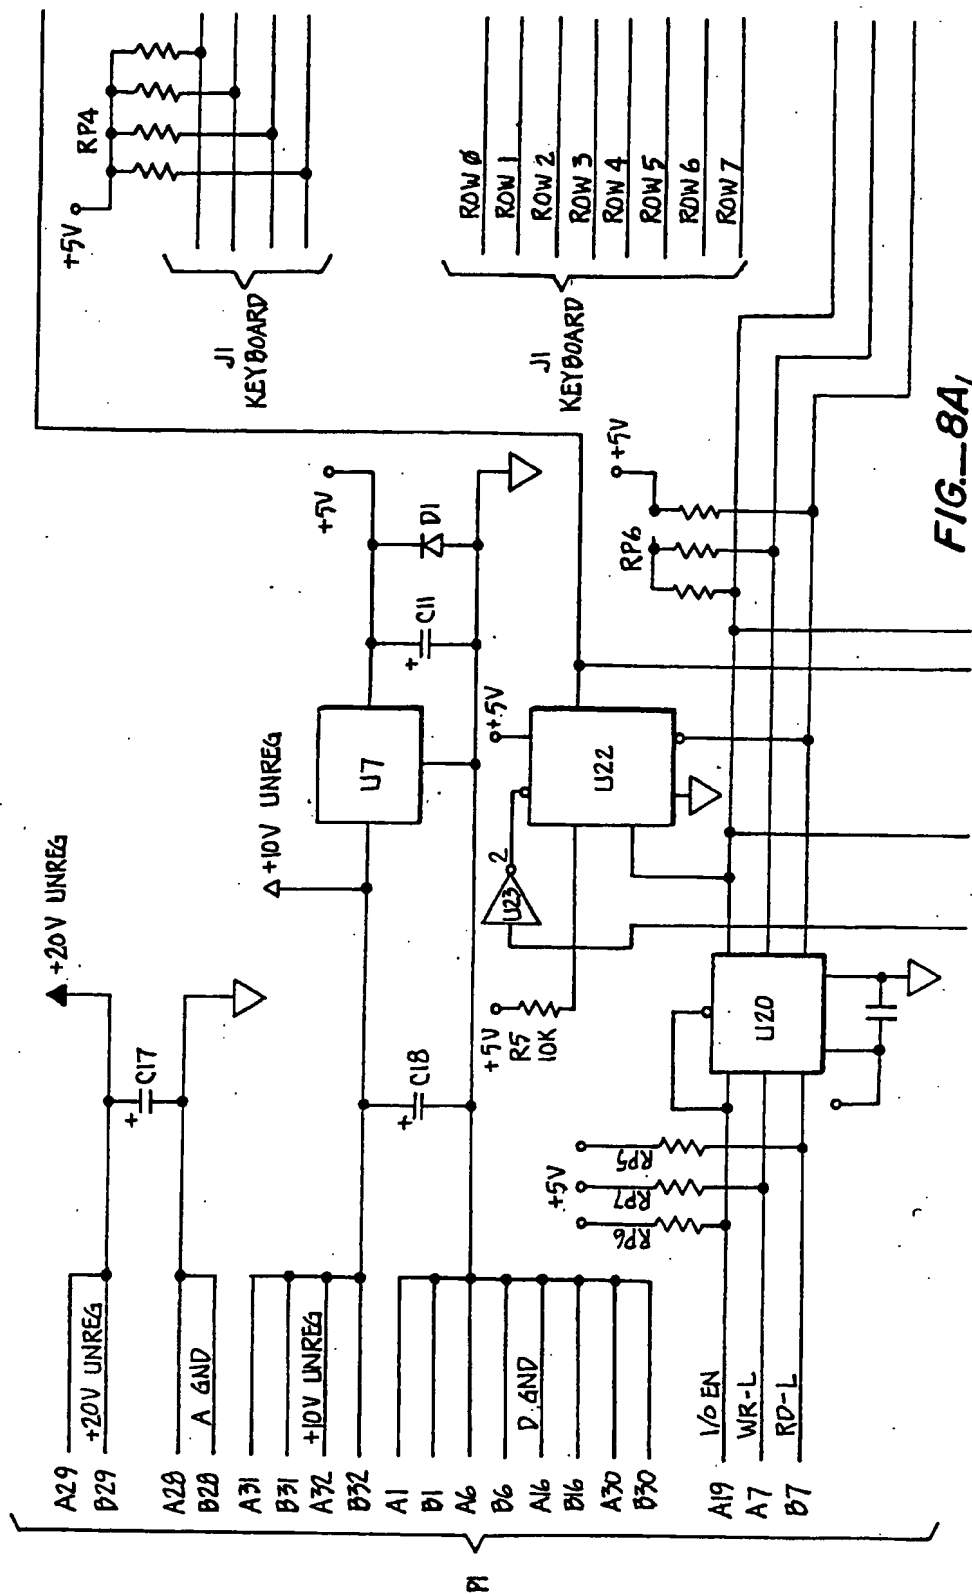 P1
A29
B29
+20V UNREG
A28
B28
A GND
A31
B31
A32
+10V UNREG
B32
A1
B1
A6
B6
A16
D. GND
B16
A30
B30
A19
I/O EN
A7
WR-L
B7
RD-L
+20V UNREG
+ C17
+ C18
+10V UNREG
U7
+5V
+ C11
D1
+5V
RP6
RP7
RP5
+5V
R5
10K
U23
2
+5V
U22
U20
RP6
+5V
+5V
RP4
J1
KEYBOARD
J1
KEYBOARD
ROW Ø
ROW 1
ROW 2
ROW 3
ROW 4
ROW 5
ROW 6
ROW 7
FIG._8A,